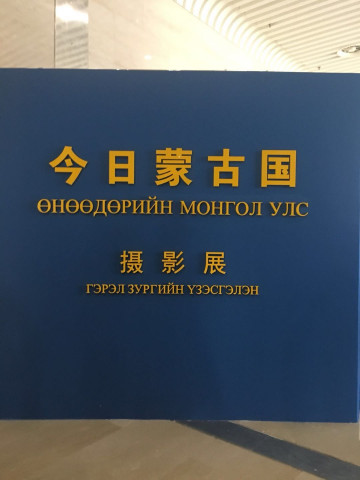 今日蒙古国
ӨНӨӨДӨРИЙН МОНГОЛ УЛС
摄影展
ГЭРЭЛ ЗУРГИЙН ҮЗЭСГЭЛЭН